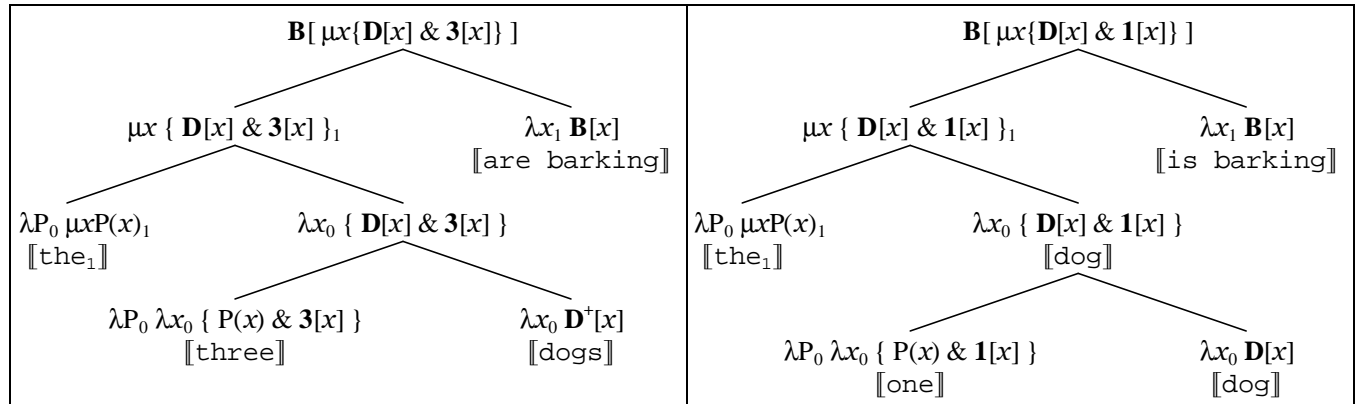 B[ μx{D[x] & 3[x]} ]
μx { D[x] & 3[x] }₁ λx₁ B[x]
⟦are barking⟧
λP₀ μxP(x)₁ λx₀ { D[x] & 3[x] }
⟦the₁⟧
λP₀ λx₀ { P(x) & 3[x] } λx₀ D⁺[x]
⟦three⟧ ⟦dogs⟧
B[ μx{D[x] & 1[x]} ]
μx { D[x] & 1[x] }₁ λx₁ B[x]
⟦is barking⟧
λP₀ μxP(x)₁ λx₀ { D[x] & 1[x] }
⟦the₁⟧ ⟦dog⟧
λP₀ λx₀ { P(x) & 1[x] } λx₀ D[x]
⟦one⟧ ⟦dog⟧